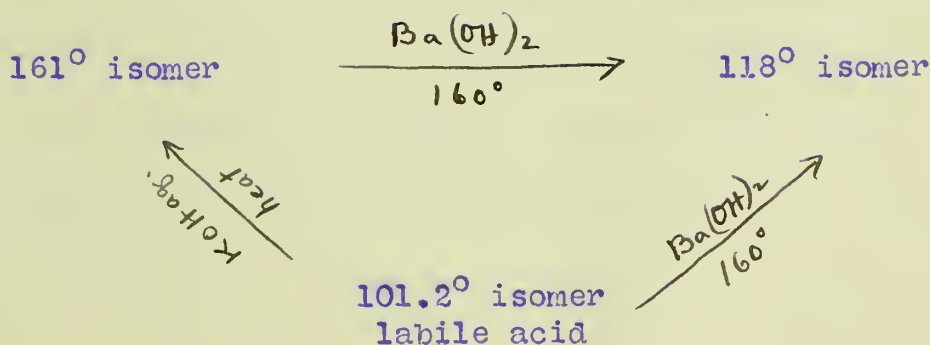 Ba(OH)2
161° isomer 118° isomer
160°
KOH aq.
heat
Ba(OH)2
160°
101.2° isomer
labile acid